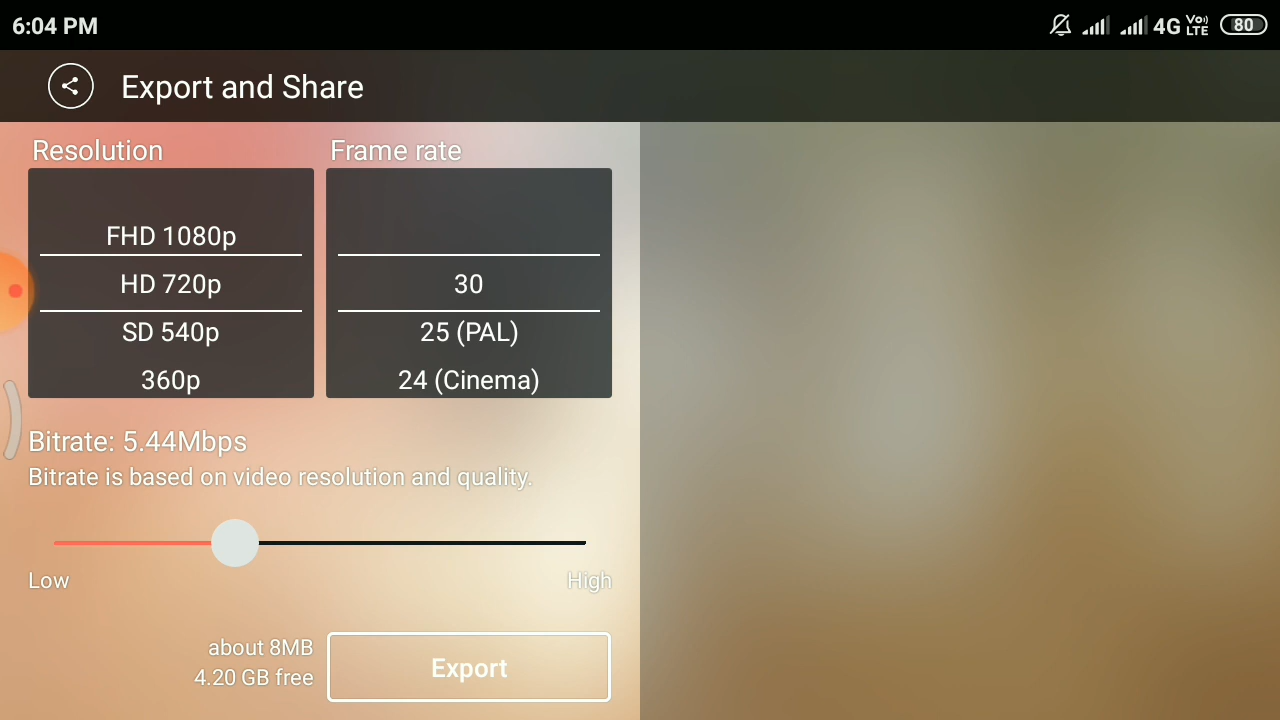 6:04 PM
4G Vo) LTE 80
Export and Share
Resolution
Frame rate
FHD 1080p
HD 720p
30
SD 540p
25 (PAL)
360p
24 (Cinema)
Bitrate: 5.44Mbps
Bitrate is based on video resolution and quality.
Low
High
about 8MB
4.20 GB free
Export